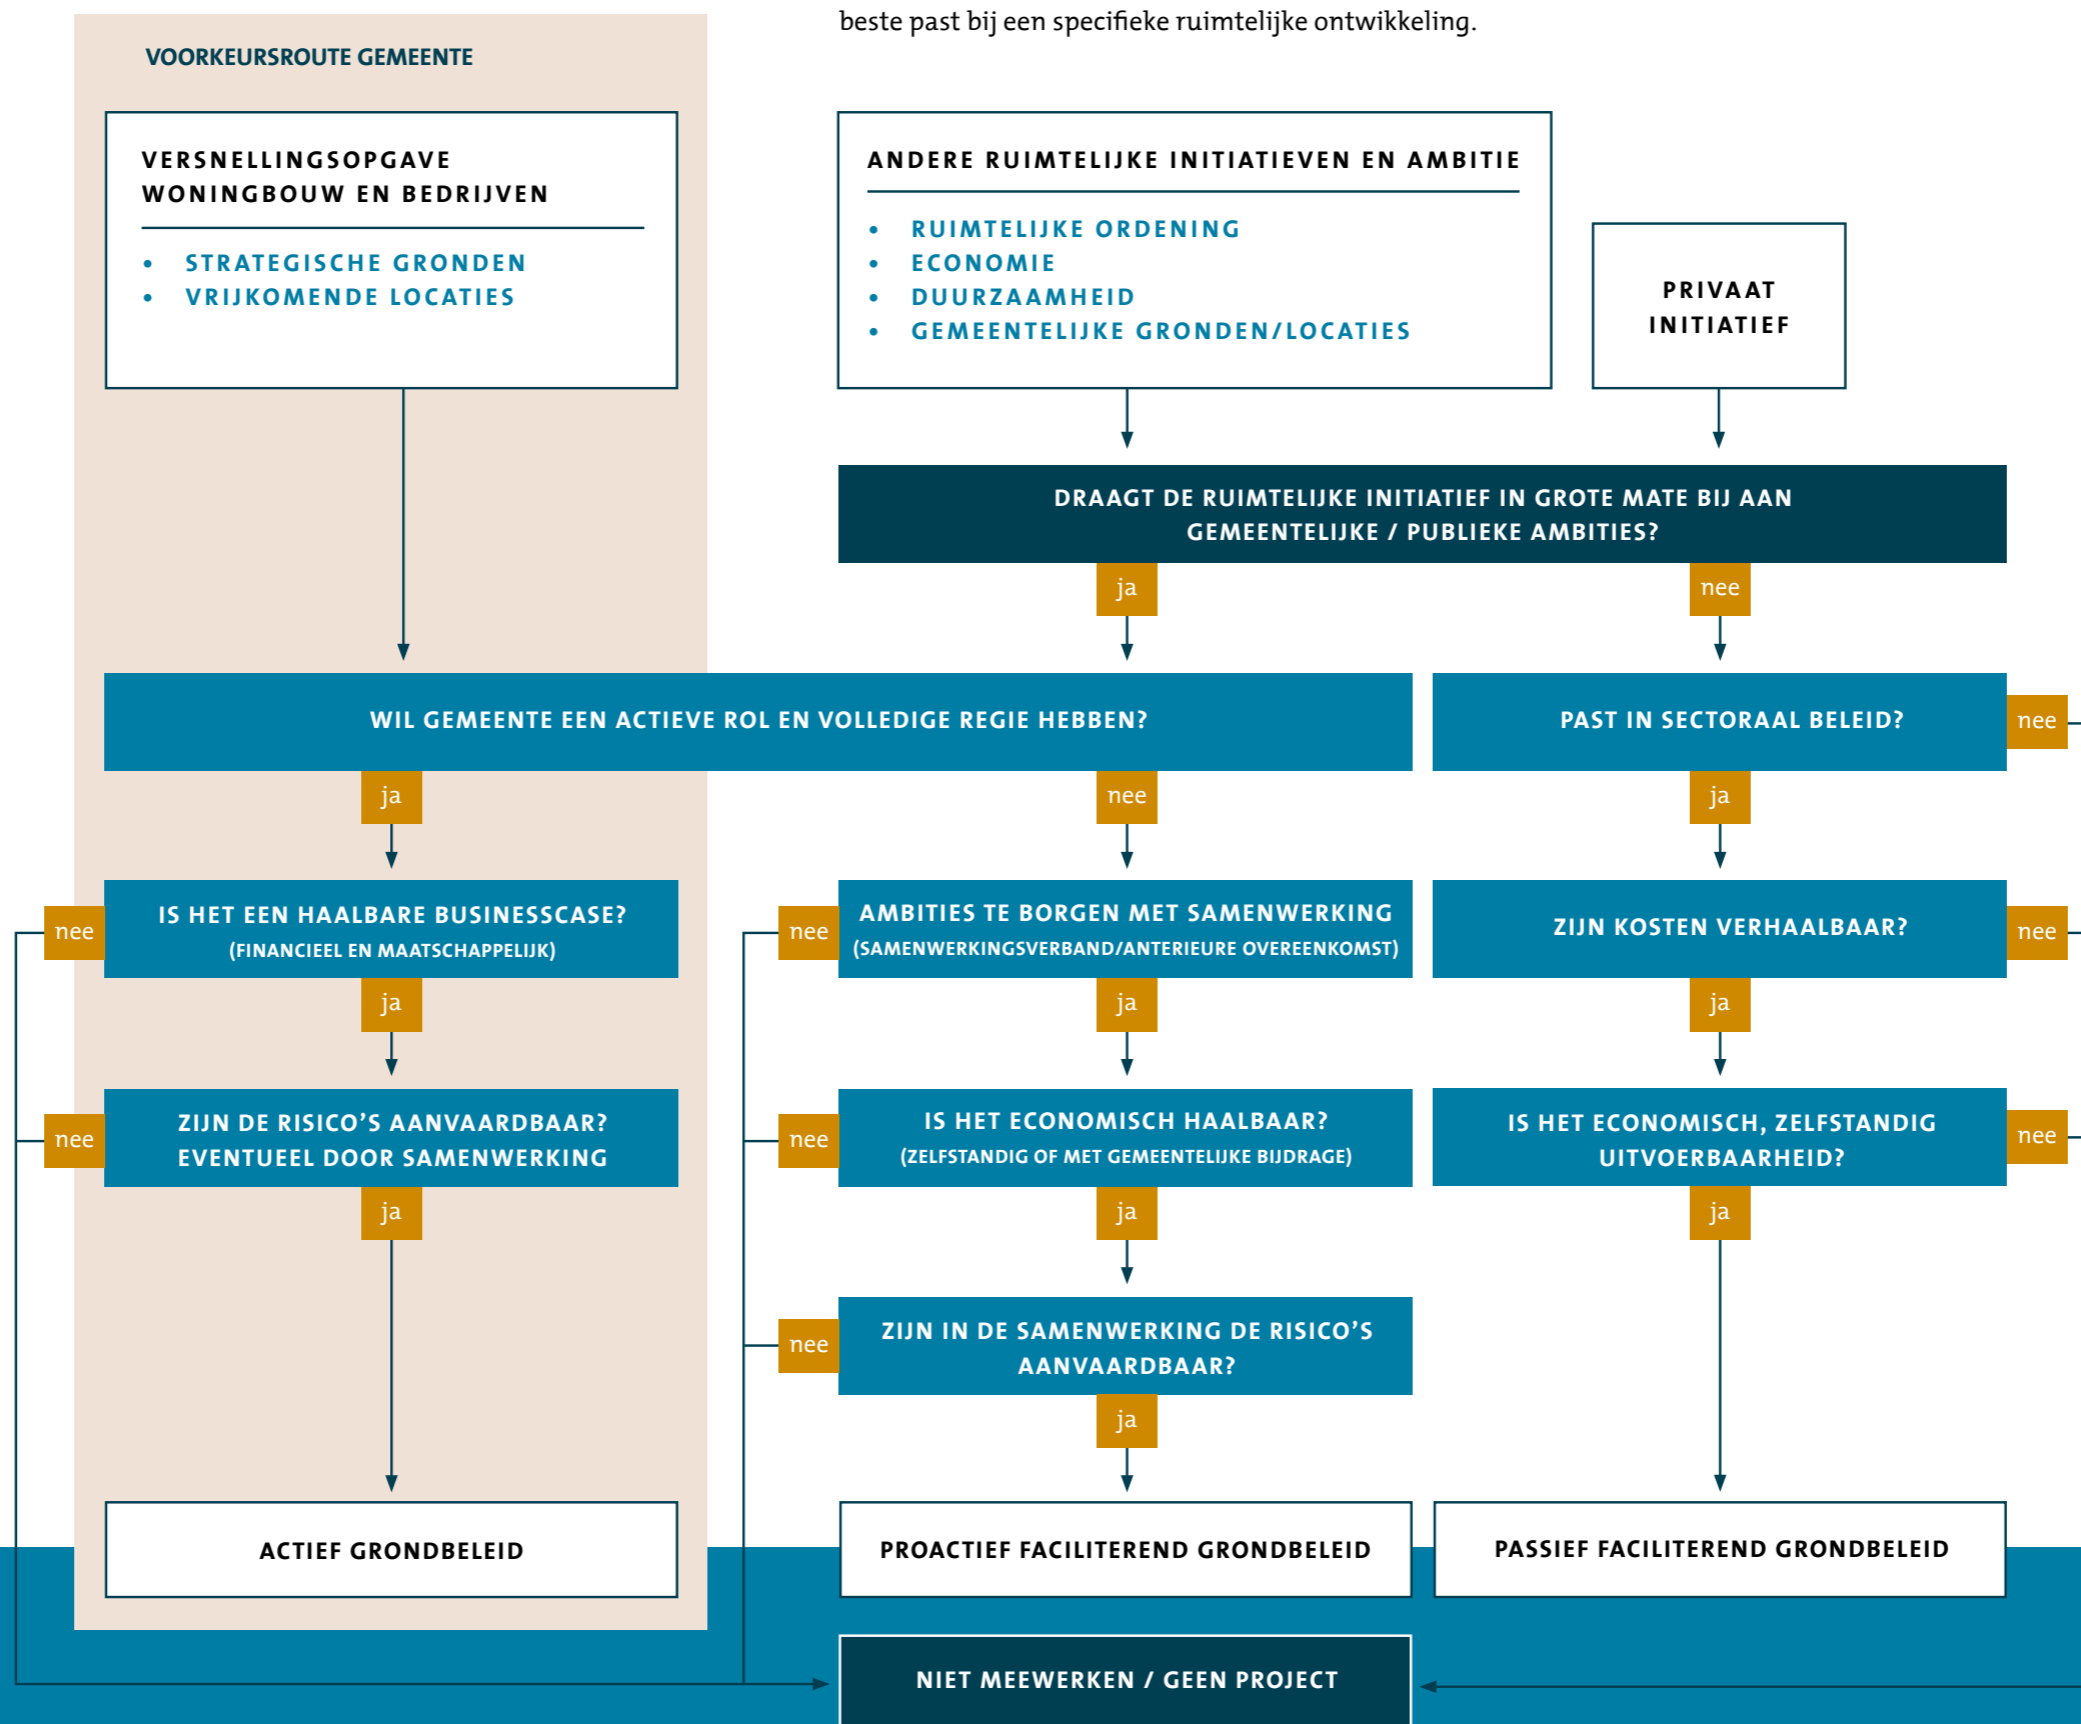 beste past bij een specifieke ruimtelijke ontwikkeling.
VOORKEURSROUTE GEMEENTE
VERSNELLINGSOPGAVE
WONINGBOUW EN BEDRIJVEN
• STRATEGISCHE GRONDEN
• VRIJKOMENDE LOCATIES
ANDERE RUIMTELIJKE INITIATIEVEN EN AMBITIE
• RUIMTELIJKE ORDENING
• ECONOMIE
• DUURZAAMHEID
• GEMEENTELIJKE GRONDEN/LOCATIES
PRIVAAT
INITIATIEF
DRAAGT DE RUIMTELIJKE INITIATIEF IN GROTE MATE BIJ AAN
GEMEENTELIJKE / PUBLIEKE AMBITIES?
ja
nee
WIL GEMEENTE EEN ACTIEVE ROL EN VOLLEDIGE REGIE HEBBEN?
PAST IN SECTORAAL BELEID?
nee
ja
nee
ja
nee
IS HET EEN HAALBARE BUSINESSCASE?
(FINANCIEEL EN MAATSCHAPPELIJK)
nee
AMBITIES TE BORGEN MET SAMENWERKING
(SAMENWERKINGSVERBAND/ANTERIEURE OVEREENKOMST)
ZIJN KOSTEN VERHAALBAAR?
nee
ja
ja
ja
nee
ZIJN DE RISICO'S AANVAARDBAAR?
EVENTUEEL DOOR SAMENWERKING
nee
IS HET ECONOMISCH HAALBAAR?
(ZELFSTANDIG OF MET GEMEENTELIJKE BIJDRAGE)
IS HET ECONOMISCH, ZELFSTANDIG
UITVOERBAARHEID?
nee
ja
ja
ja
nee
ZIJN IN DE SAMENWERKING DE RISICO'S
AANVAARDBAAR?
ja
ACTIEF GRONDBELEID
PROACTIEF FACILITEREND GRONDBELEID
PASSIEF FACILITEREND GRONDBELEID
NIET MEEWERKEN / GEEN PROJECT